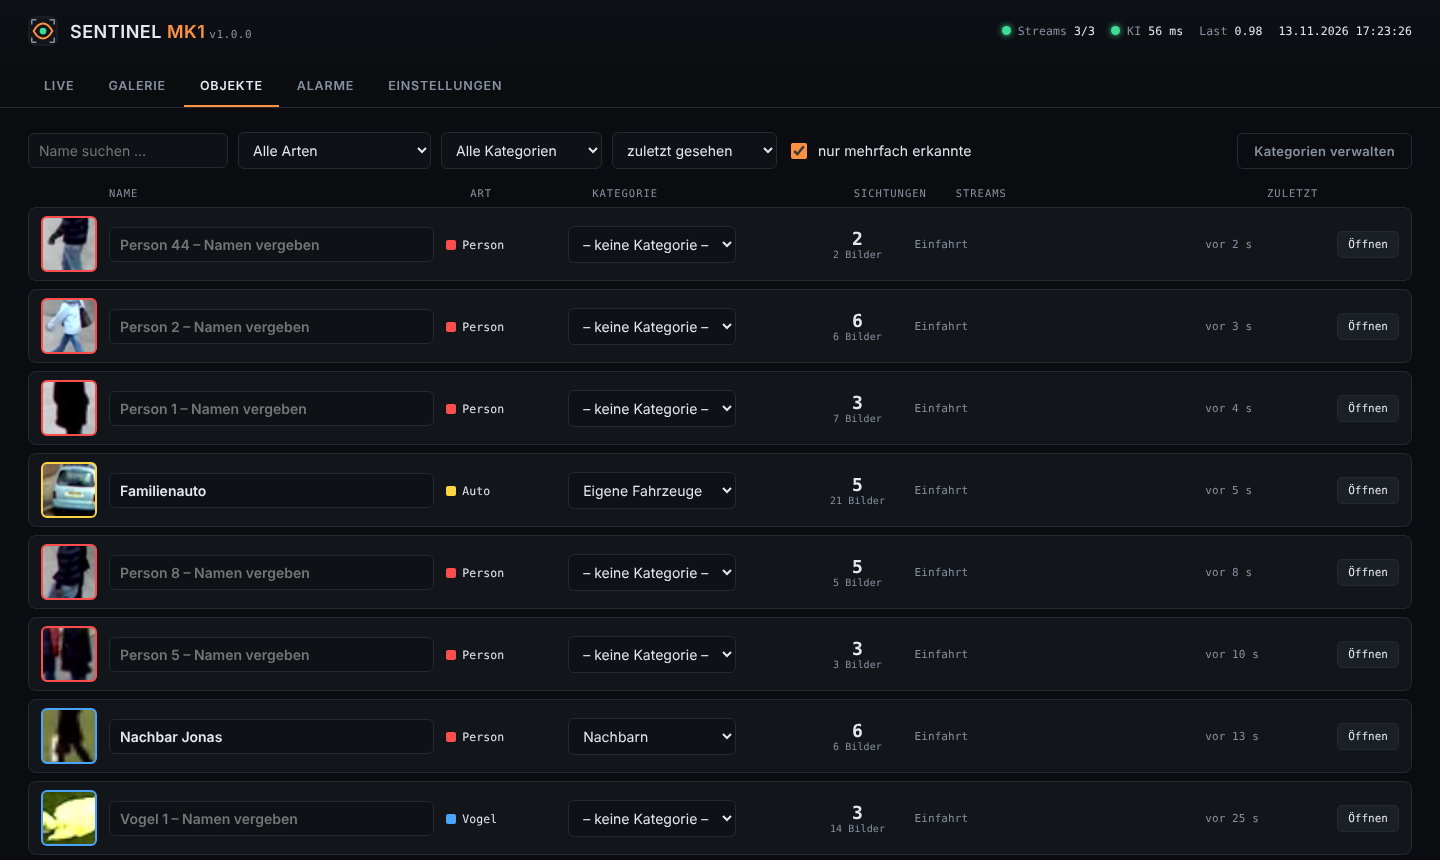 SENTINEL MK1 v1.0.0
Streams 3/3 KI 56 ms Last 0.98 13.11.2026 17:23:26
LIVE GALERIE OBJEKTE ALARME EINSTELLUNGEN
Name suchen ... Alle Arten Alle Kategorien zuletzt gesehen nur mehrfach erkannte Kategorien verwalten
NAME ART KATEGORIE SICHTUNGEN STREAMS ZULETZT
Person 44 – Namen vergeben Person – keine Kategorie – 2 Einfahrt vor 2 s Öffnen
2 Bilder
Person 2 – Namen vergeben Person – keine Kategorie – 6 Einfahrt vor 3 s Öffnen
6 Bilder
Person 1 – Namen vergeben Person – keine Kategorie – 3 Einfahrt vor 4 s Öffnen
7 Bilder
Familienauto Auto Eigene Fahrzeuge 5 Einfahrt vor 5 s Öffnen
21 Bilder
Person 8 – Namen vergeben Person – keine Kategorie – 5 Einfahrt vor 8 s Öffnen
5 Bilder
Person 5 – Namen vergeben Person – keine Kategorie – 3 Einfahrt vor 10 s Öffnen
3 Bilder
Nachbar Jonas Person Nachbarn 6 Einfahrt vor 13 s Öffnen
6 Bilder
Vogel 1 – Namen vergeben Vogel – keine Kategorie – 3 Einfahrt vor 25 s Öffnen
14 Bilder